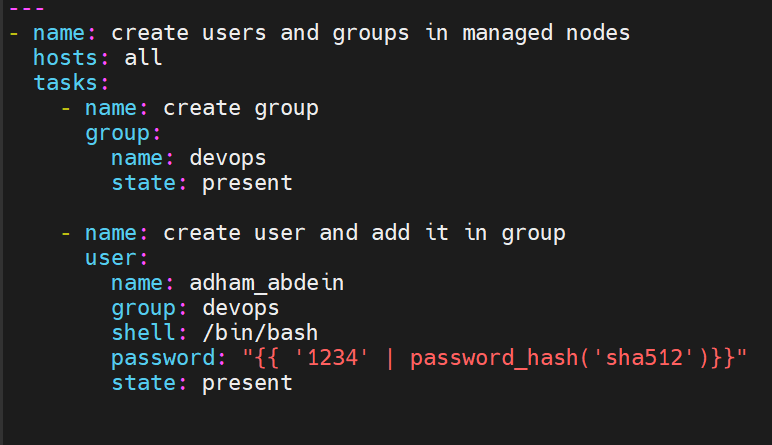 ---
- name: create users and groups in managed nodes
  hosts: all
  tasks:
    - name: create group
      group:
        name: devops
        state: present

    - name: create user and add it in group
      user:
        name: adham_abdein
        group: devops
        shell: /bin/bash
        password: "{{ '1234' | password_hash('sha512')}}"
        state: present